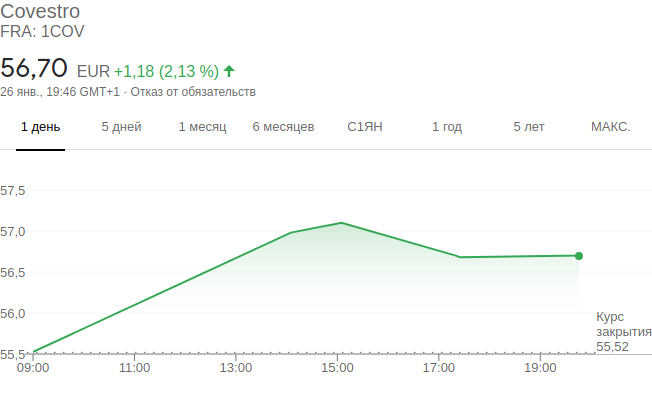 Covestro
FRA: 1COV
56,70 EUR +1,18 (2,13 %)
26 янв., 19:46 GMT+1 · Отказ от обязательств
1 день 5 дней 1 месяц 6 месяцев С1ЯН 1 год 5 лет МАКС.
57,5
57,0
56,5
56,0
Курс
закрытия
55,52
55,5
09:00 11:00 13:00 15:00 17:00 19:00